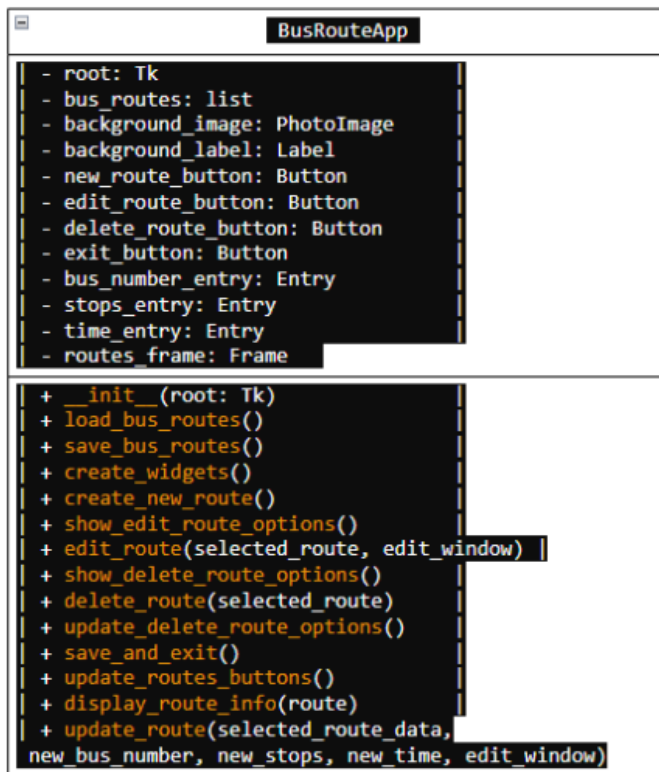 BusRouteApp
| - root: Tk |
| - bus_routes: list |
| - background_image: PhotoImage |
| - background_label: Label |
| - new_route_button: Button |
| - edit_route_button: Button |
| - delete_route_button: Button |
| - exit_button: Button |
| - bus_number_entry: Entry |
| - stops_entry: Entry |
| - time_entry: Entry |
| - routes_frame: Frame
| + __init__(root: Tk) |
| + load_bus_routes() |
| + save_bus_routes() |
| + create_widgets() |
| + create_new_route() |
| + show_edit_route_options() |
| + edit_route(selected_route, edit_window) |
| + show_delete_route_options() |
| + delete_route(selected_route) |
| + update_delete_route_options() |
| + save_and_exit() |
| + update_routes_buttons() |
| + display_route_info(route) |
| + update_route(selected_route_data,
new_bus_number, new_stops, new_time, edit_window)